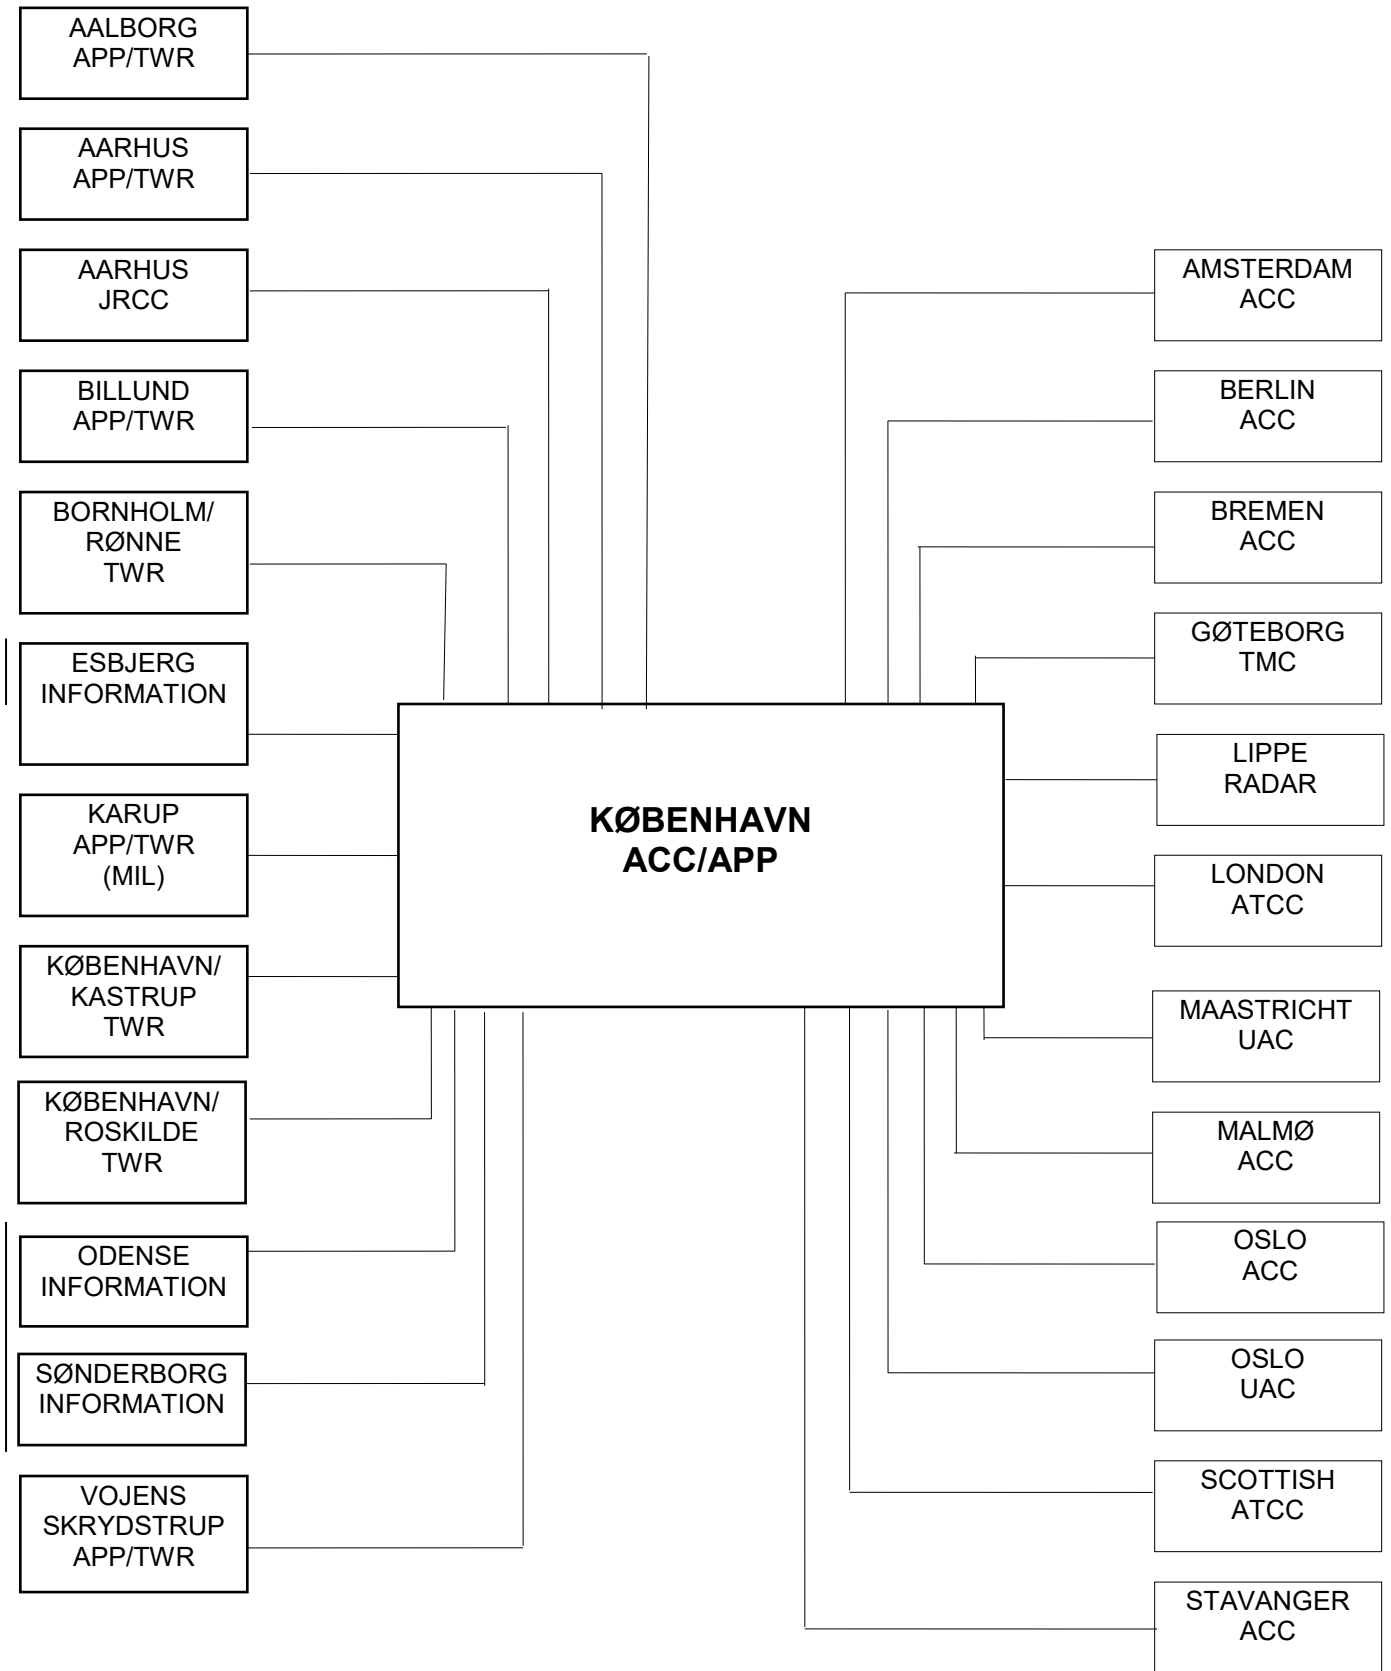 AALBORG
APP/TWR
AARHUS
APP/TWR
AARHUS
JRCC
BILLUND
APP/TWR
BORNHOLM/
RØNNE
TWR
ESBJERG
INFORMATION
KARUP
APP/TWR
(MIL)
KØBENHAVN/
KASTRUP
TWR
KØBENHAVN/
ROSKILDE
TWR
ODENSE
INFORMATION
SØNDERBORG
INFORMATION
VOJENS
SKRYDSTRUP
APP/TWR
KØBENHAVN
ACC/APP
AMSTERDAM
ACC
BERLIN
ACC
BREMEN
ACC
GØTEBORG
TMC
LIPPE
RADAR
LONDON
ATCC
MAASTRICHT
UAC
MALMØ
ACC
OSLO
ACC
OSLO
UAC
SCOTTISH
ATCC
STAVANGER
ACC